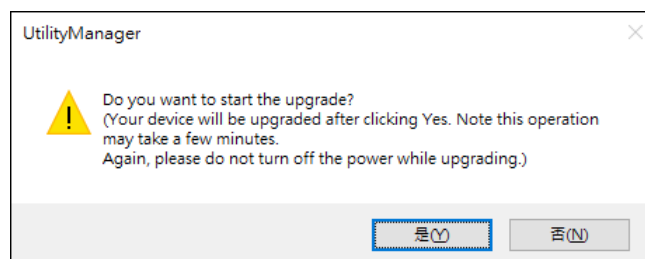 UtilityManager
Do you want to start the upgrade?
(Your device will be upgraded after clicking Yes. Note this operation
may take a few minutes.
Again, please do not turn off the power while upgrading.)
是(Y)
否(N)